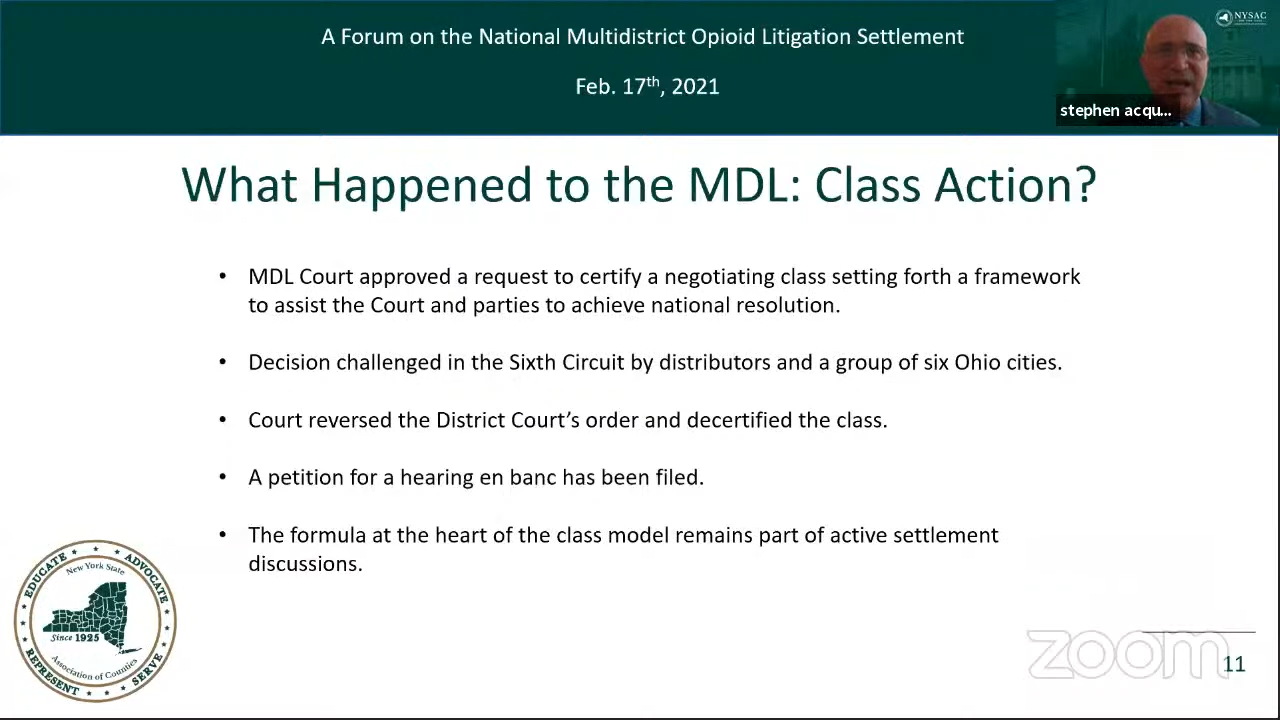 A Forum on the National Multidistrict Opioid Litigation Settlement
Feb. 17th, 2021
NYSAC
stephen acqu...
What Happened to the MDL: Class Action?
• MDL Court approved a request to certify a negotiating class setting forth a framework
to assist the Court and parties to achieve national resolution.
• Decision challenged in the Sixth Circuit by distributors and a group of six Ohio cities.
• Court reversed the District Court’s order and decertified the class.
• A petition for a hearing en banc has been filed.
• The formula at the heart of the class model remains part of active settlement
discussions.
EDUCATE ADVOCATE
New York State
Since 1925
Association of Counties
REPRESENT SERVE
zoom
11